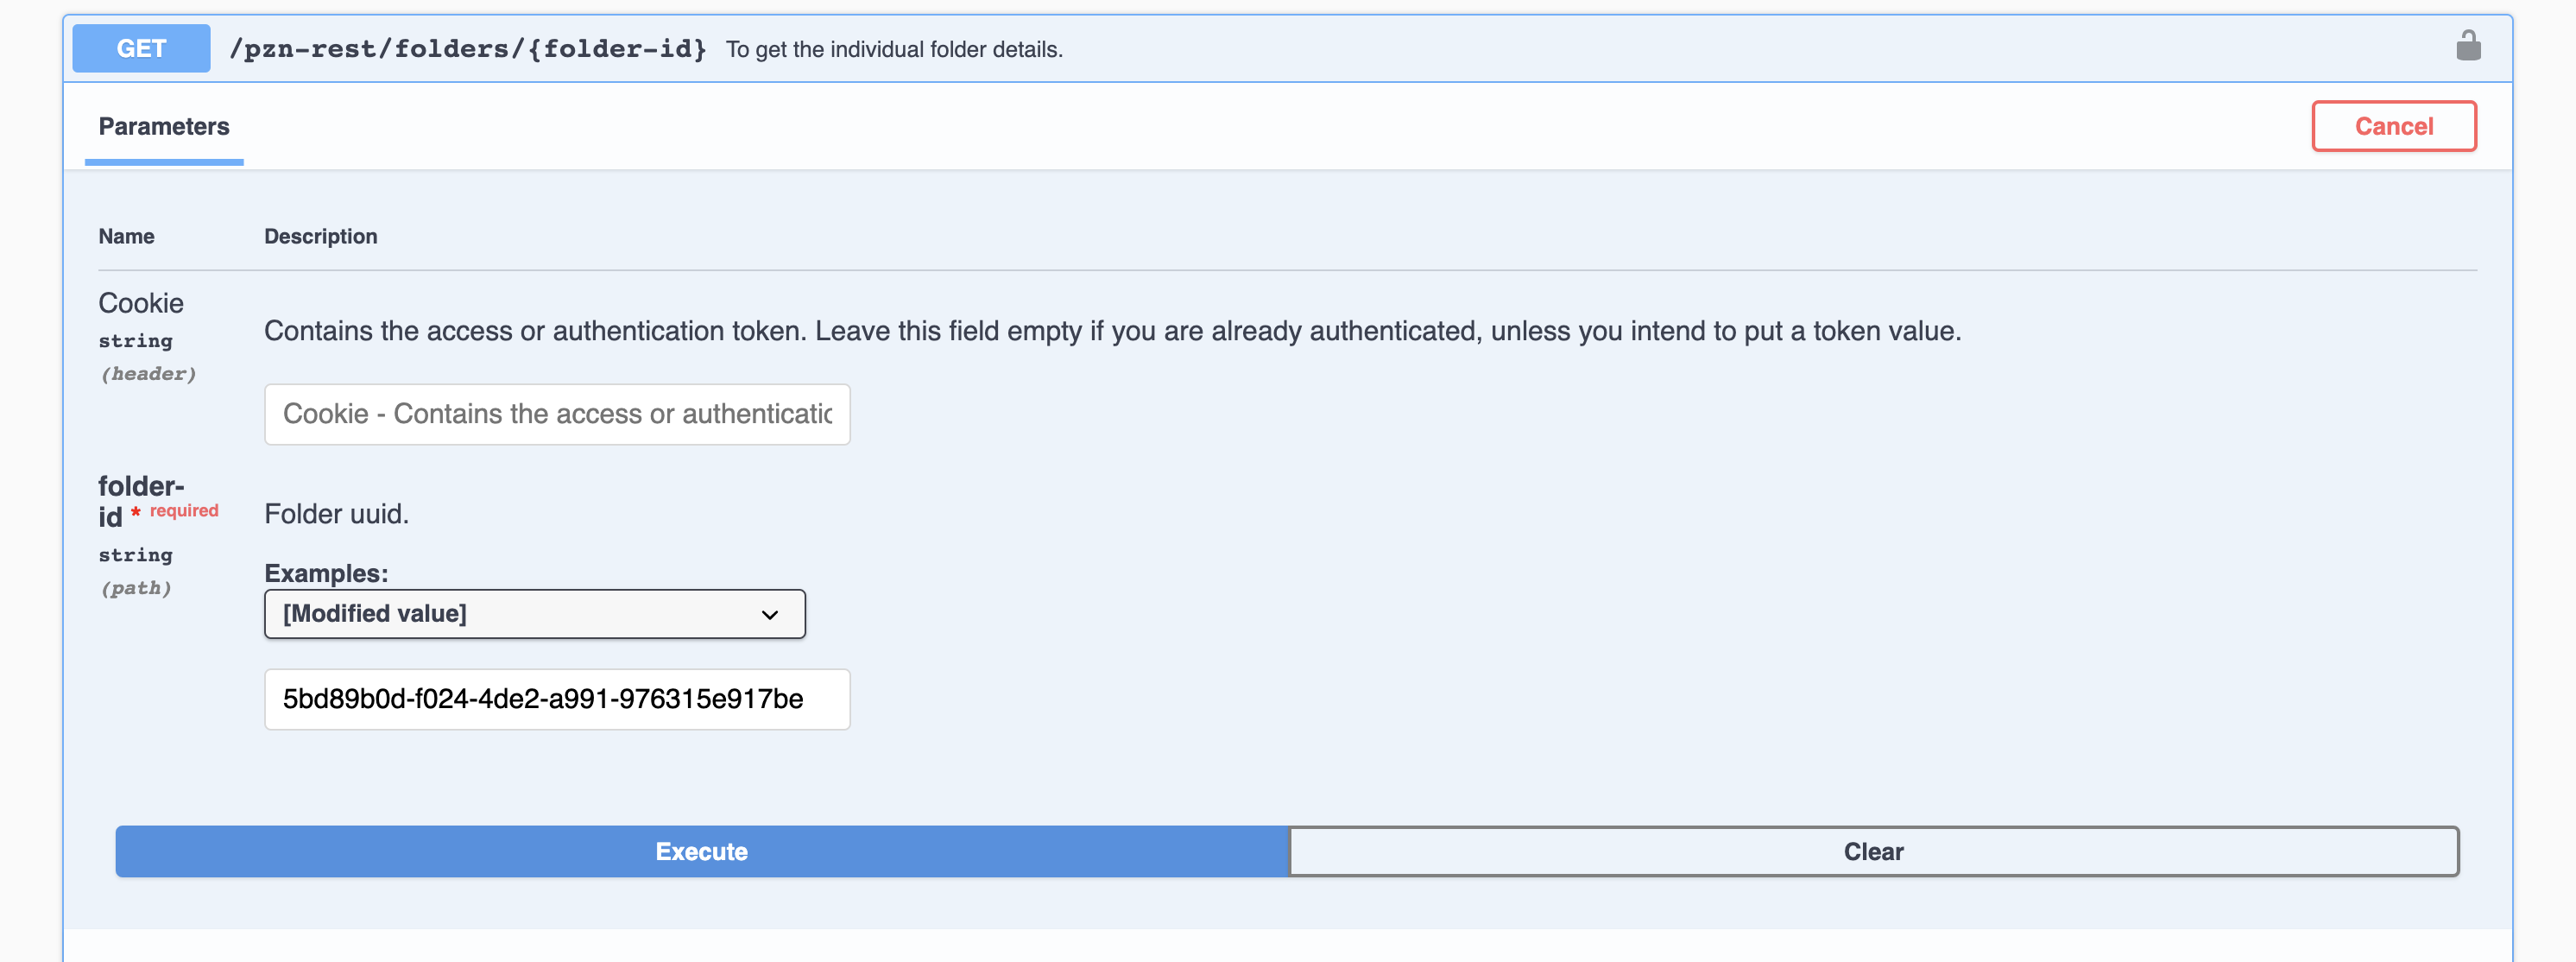 GET /pzn-rest/folders/{folder-id} To get the individual folder details.
Parameters
Cancel
Name Description
Cookie
string
(header)
Contains the access or authentication token. Leave this field empty if you are already authenticated, unless you intend to put a token value.
Cookie - Contains the access or authenticatic
folder-
id * required
string
(path)
Folder uuid.
Examples:
[Modified value]
5bd89b0d-f024-4de2-a991-976315e917be
Execute
Clear